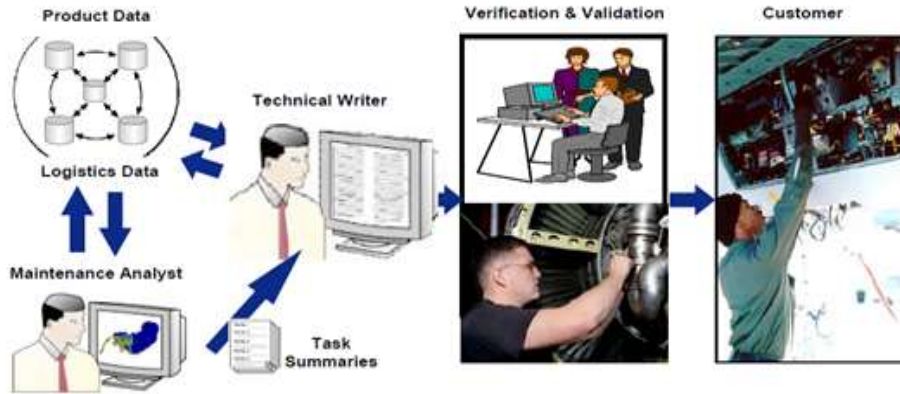 Product Data
Logistics Data
Maintenance Analyst
Technical Writer
Task
Summaries
Verification & Validation
Customer